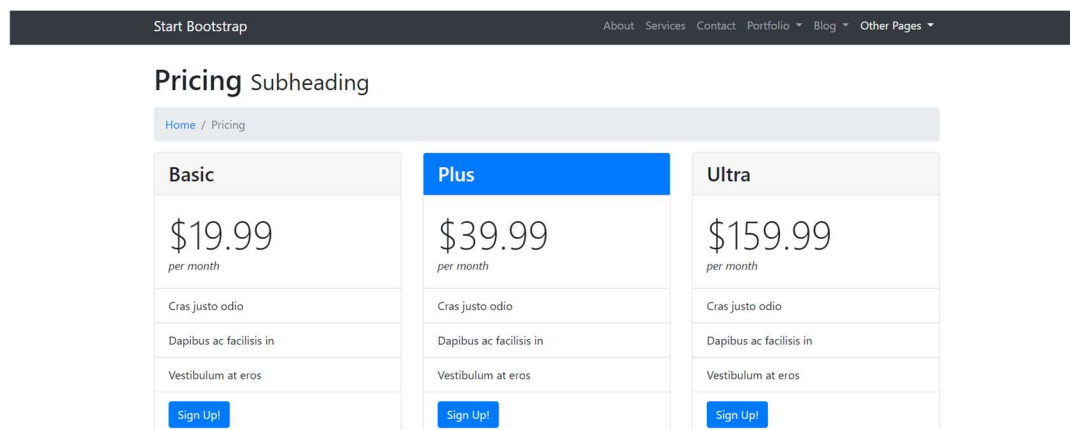 Start Bootstrap About Services Contact Portfolio Blog Other Pages
Pricing Subheading
Home / Pricing
Basic
$19.99
per month
Cras justo odio
Dapibus ac facilisis in
Vestibulum at eros
Sign Up!
Plus
$39.99
per month
Cras justo odio
Dapibus ac facilisis in
Vestibulum at eros
Sign Up!
Ultra
$159.99
per month
Cras justo odio
Dapibus ac facilisis in
Vestibulum at eros
Sign Up!